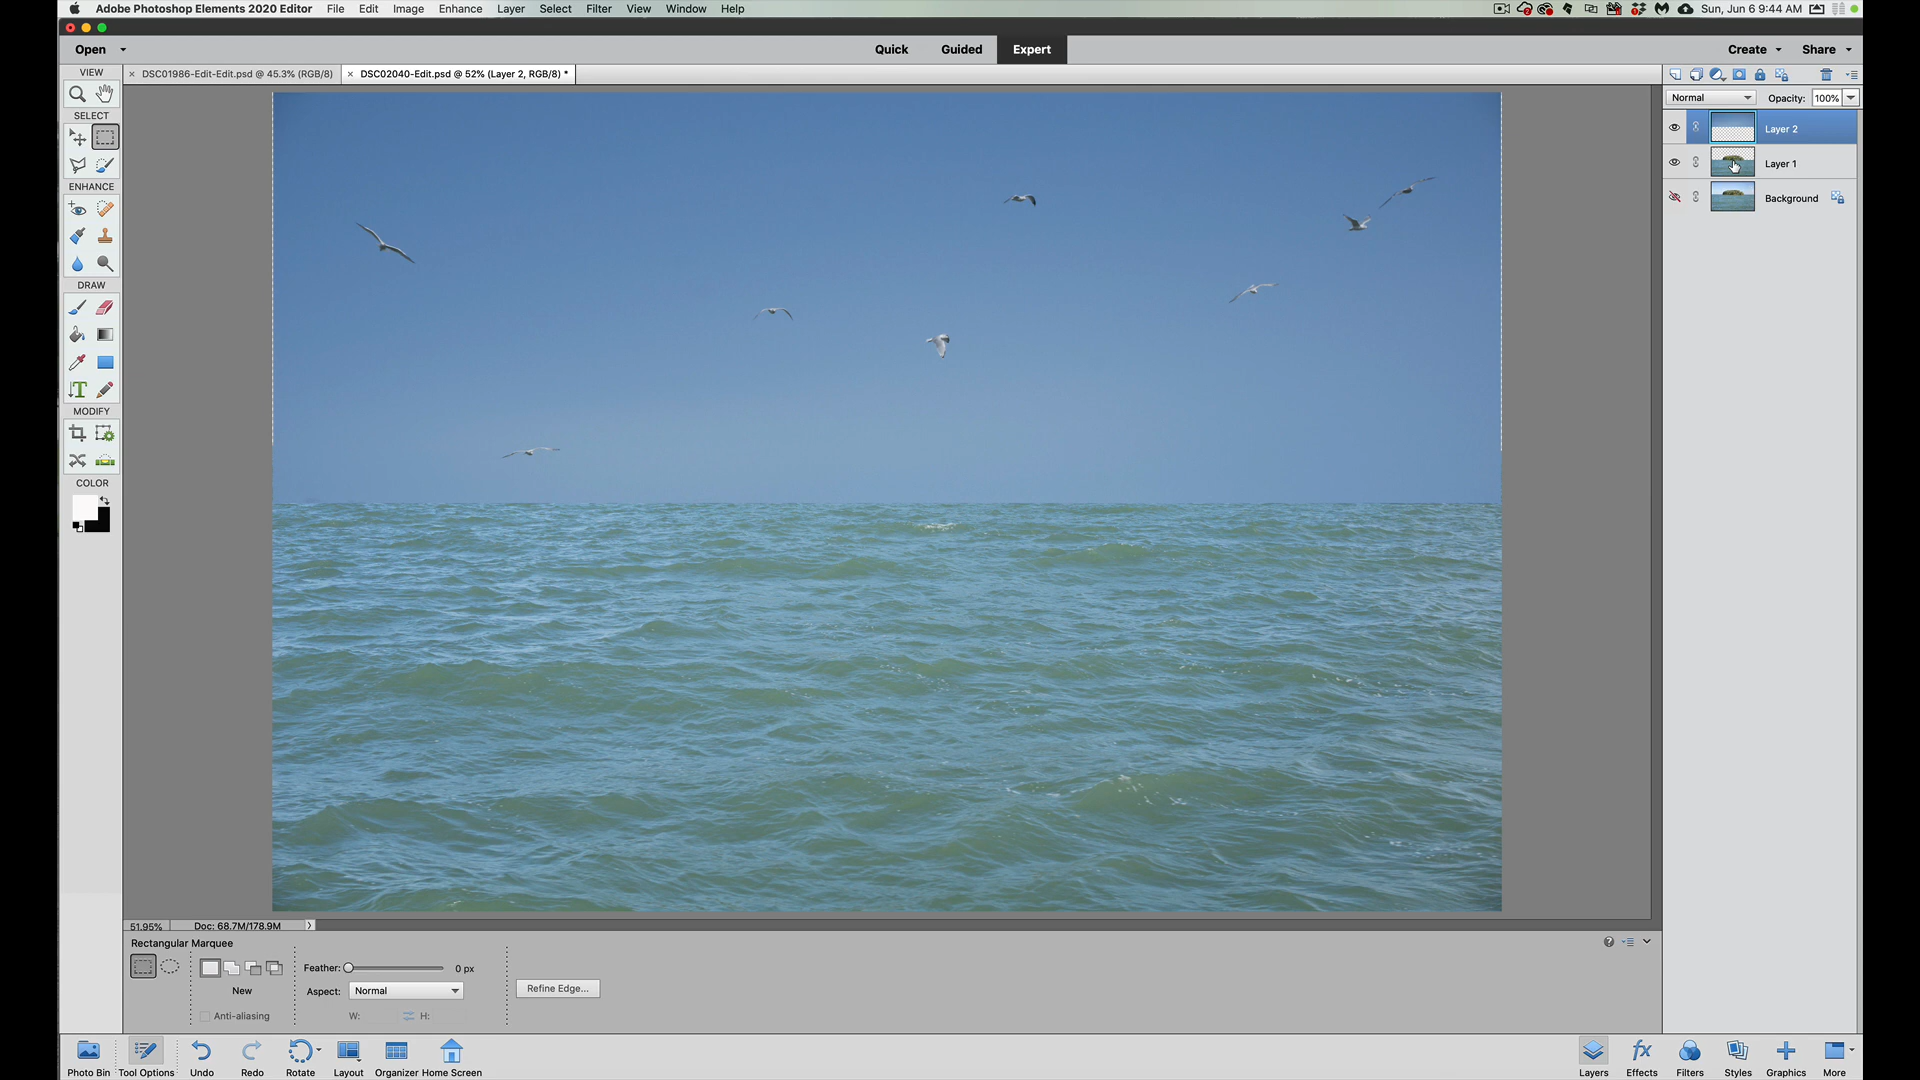 Adobe Photoshop Elements 2020 Editor File Edit Image Enhance Layer Select Filter View Window Help Sun, Jun 6 9:44 AM
Open Quick Guided Expert Create Share
VIEW
× DSC01986-Edit-Edit.psd @ 45.3% (RGB/8) × DSC02040-Edit.psd @ 52% (Layer 2, RGB/8) *
Normal Opacity: 100%
SELECT
Layer 2
Layer 1
ENHANCE
Background
DRAW
T
MODIFY
COLOR
51.95% Doc: 68.7M/178.9M
Rectangular Marquee
Feather: 0 px
New Aspect: Normal Refine Edge...
Anti-aliasing W: H:
Photo Bin Tool Options Undo Redo Rotate Layout Organizer Home Screen fx Layers Effects Filters Styles Graphics More